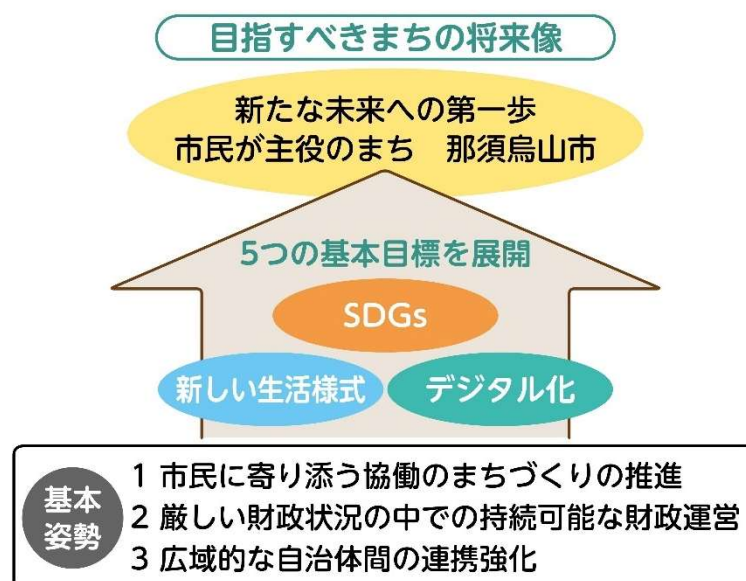 目指すべきまちの将来像
新たな未来への第一歩
市民が主役のまち　那須烏山市
5つの基本目標を展開
SDGs
新しい生活様式
デジタル化
基本
姿勢
1 市民に寄り添う協働のまちづくりの推進
2 厳しい財政状況の中での持続可能な財政運営
3 広域的な自治体間の連携強化